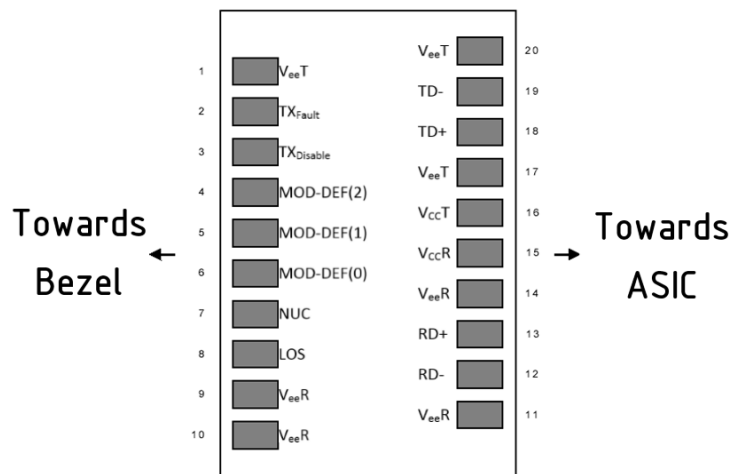 Towards
Bezel
1 VeeT
2 TXFault
3 TXDisable
4 MOD-DEF(2)
5 MOD-DEF(1)
6 MOD-DEF(0)
7 NUC
8 LOS
9 VeeR
10 VeeR
VeeT 20
TD- 19
TD+ 18
VeeT 17
VCCT 16
VCCR 15
VeeR 14
RD+ 13
RD- 12
VeeR 11
Towards
ASIC